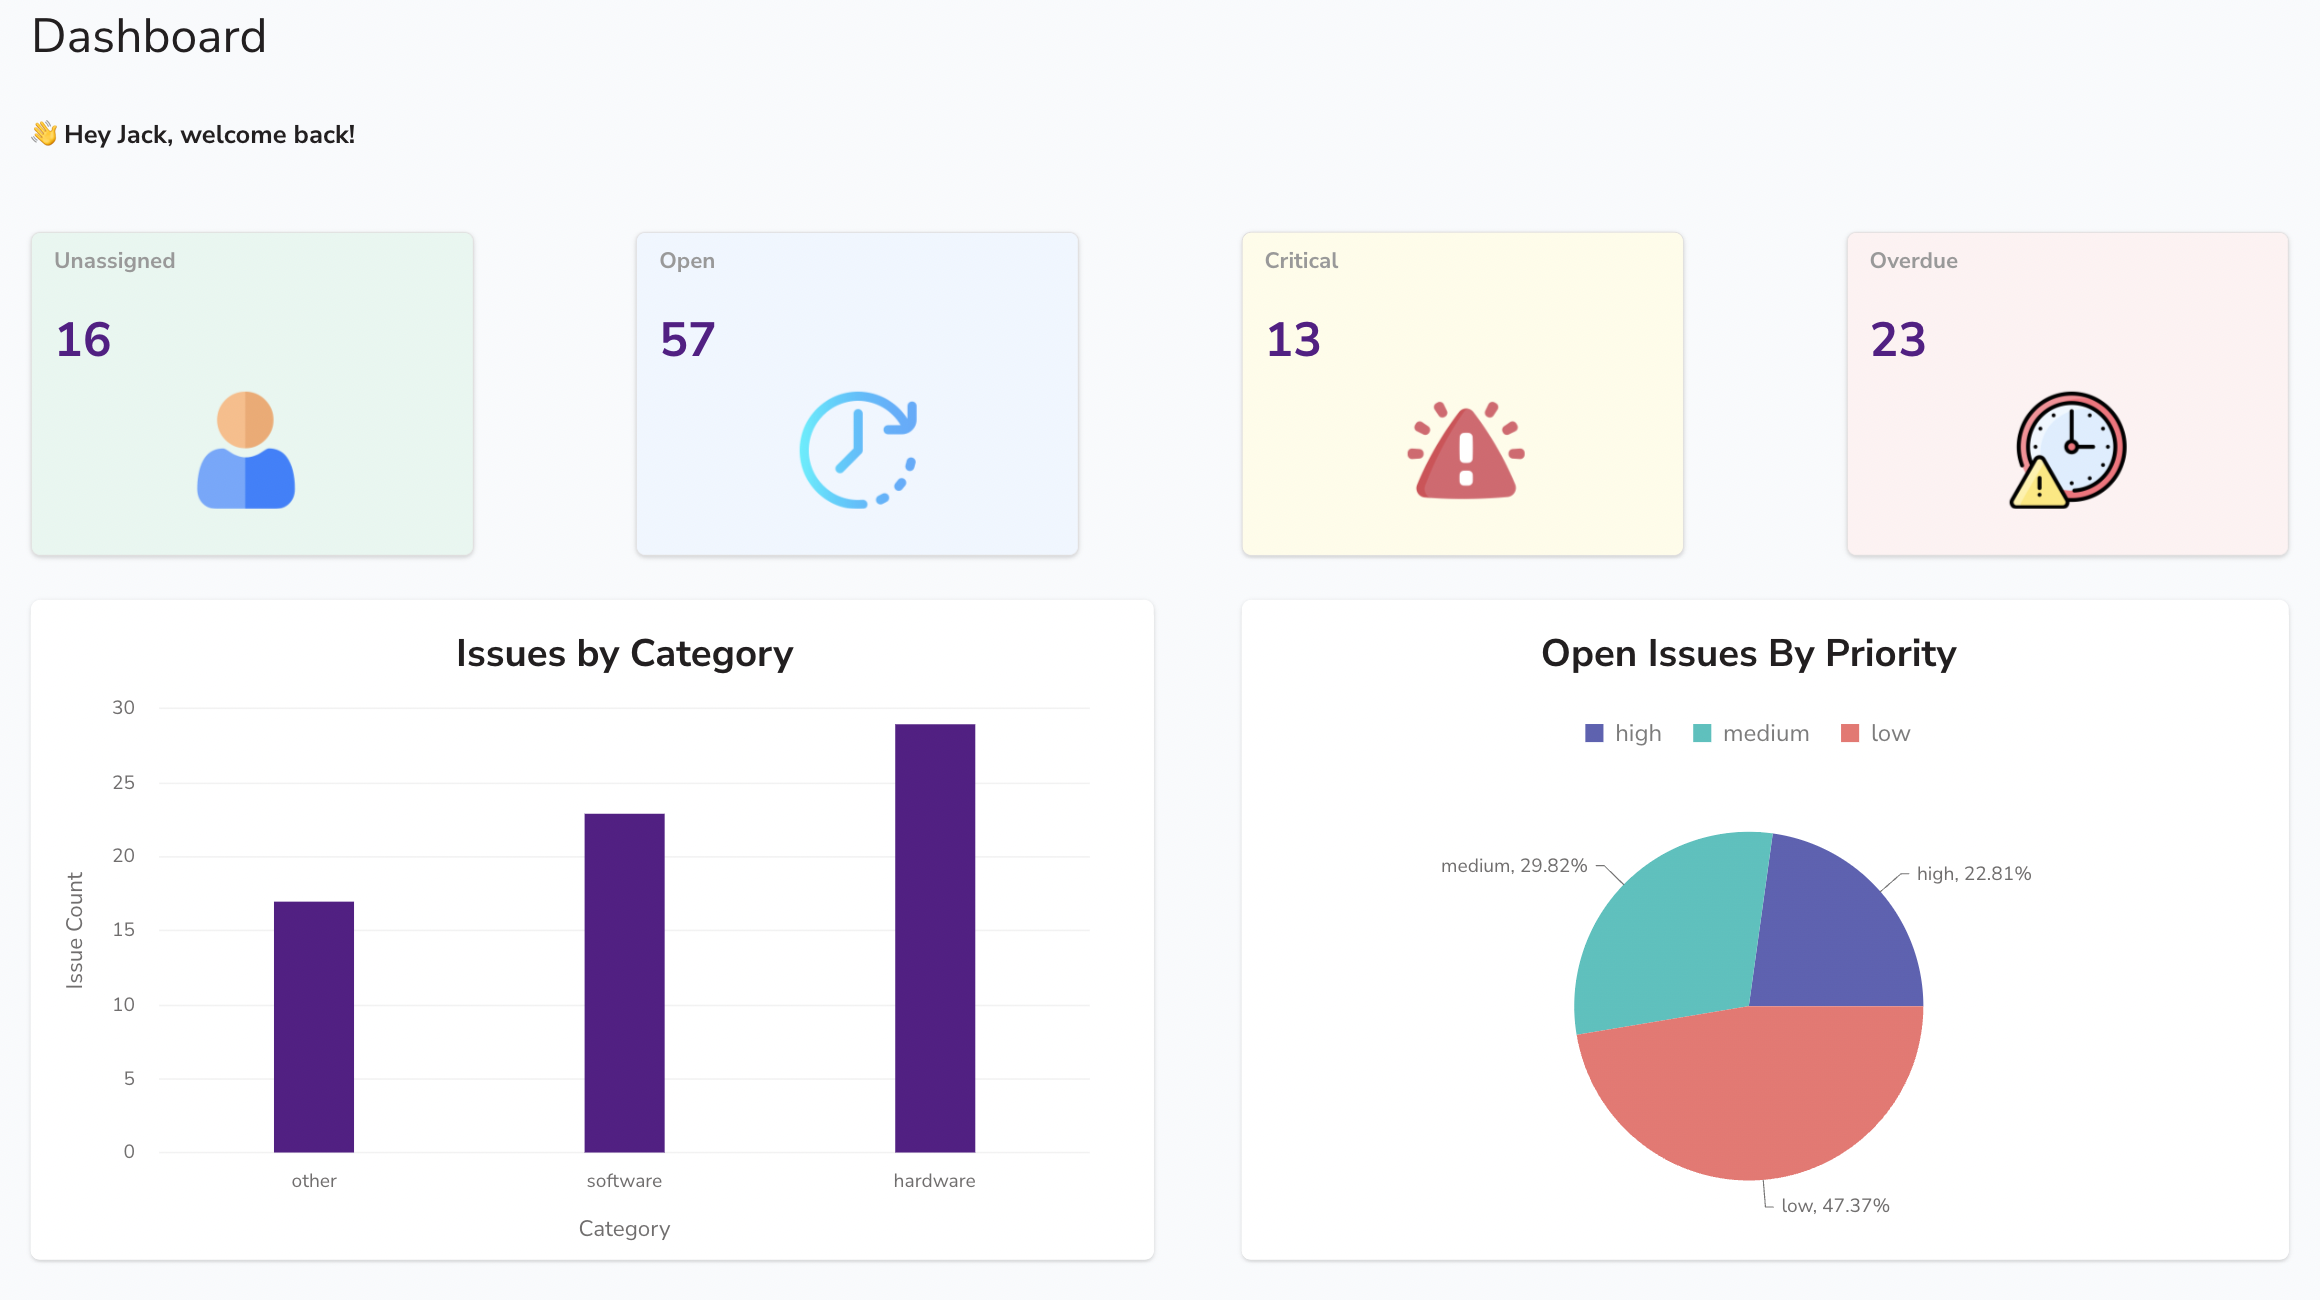 Dashboard
👋 Hey Jack, welcome back!
Unassigned
16
Open
57
Critical
13
Overdue
23
Issues by Category
30
25
20
15
10
5
0
Issue Count
other
software
hardware
Category
Open Issues By Priority
high
medium
low
medium, 29.82%
high, 22.81%
low, 47.37%